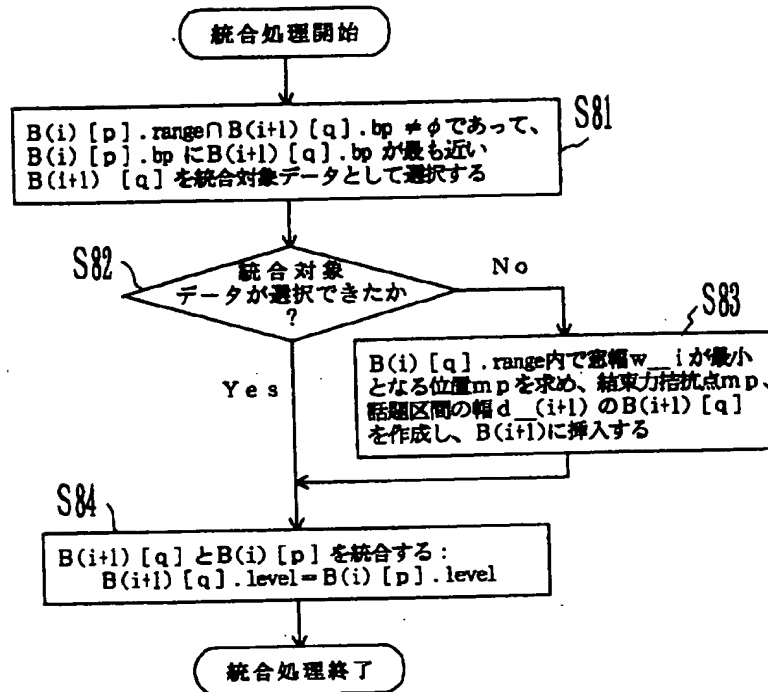 統合処理開始
S81
B(i) [p].range∩B(i+1) [q].bp ≠φであって、
B(i) [p].bp にB(i+1) [q].bp が最も近い
B(i+1) [q] を統合対象データとして選択する
S82
統合対象
データが選択できたか
?
No
Yes
S83
B(i) [q].range内で窓幅w__iが最小
となる位置mpを求め、結束力拮抗点mp、
話題区間の幅d__(i+1) のB(i+1) [q]
を作成し、B(i+1)に挿入する
S84
B(i+1) [q] とB(i) [p] を統合する:
B(i+1) [q].level=B(i) [p].level
統合処理終了